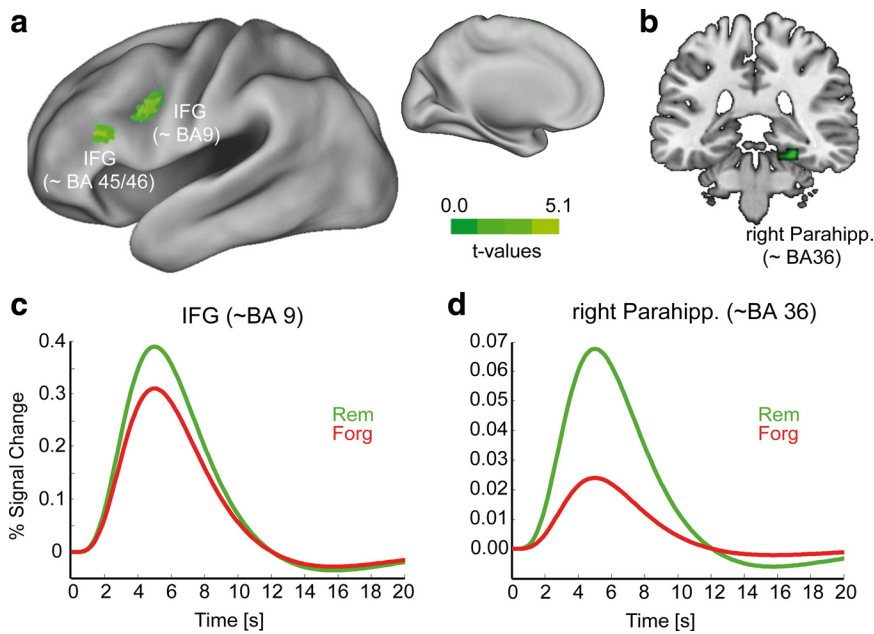 a
IFG
(~ BA9)
IFG
(~ BA 45/46)
0.0 5.1
t-values
b
right Parahipp.
(~ BA36)
c
IFG (~BA 9)
% Signal Change
0.4
0.3
0.2
0.1
0
Rem
Forg
0 2 4 6 8 10 12 14 16 18 20
Time [s]
d
right Parahipp. (~BA 36)
0.07
0.06
0.05
0.04
0.03
0.02
0.01
0.00
Rem
Forg
0 2 4 6 8 10 12 14 16 18 20
Time [s]